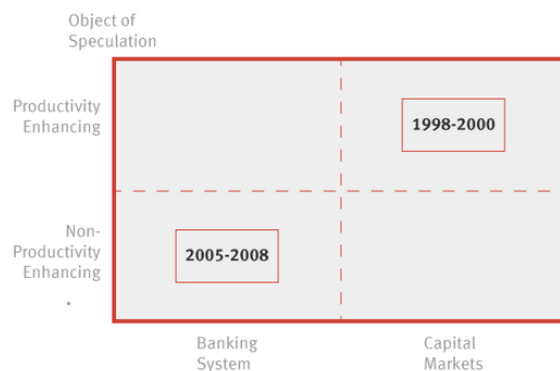 Object of
Speculation
Productivity
Enhancing
1998-2000
Non-
Productivity
Enhancing
2005-2008
Banking
System
Capital
Markets